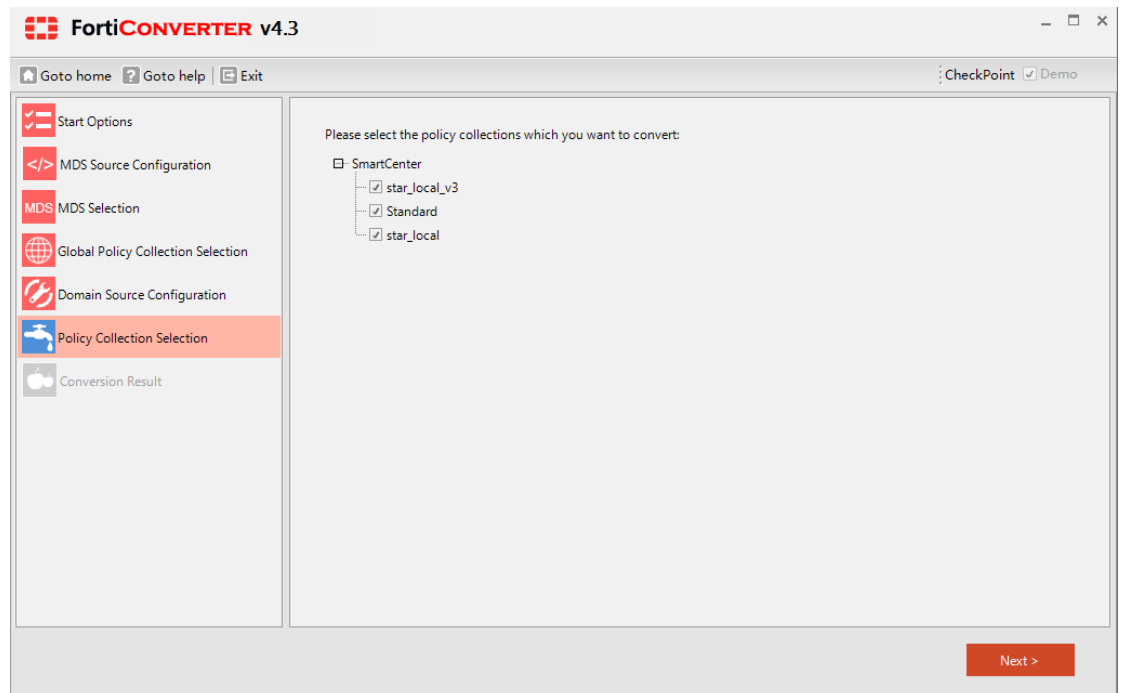 FortiCONVERTER v4.3
Goto home ? Goto help Exit
CheckPoint Demo
Start Options
</> MDS Source Configuration
MDS MDS Selection
Global Policy Collection Selection
Domain Source Configuration
Policy Collection Selection
Conversion Result
Please select the policy collections which you want to convert:
SmartCenter
star_local_v3
Standard
star_local
Next >